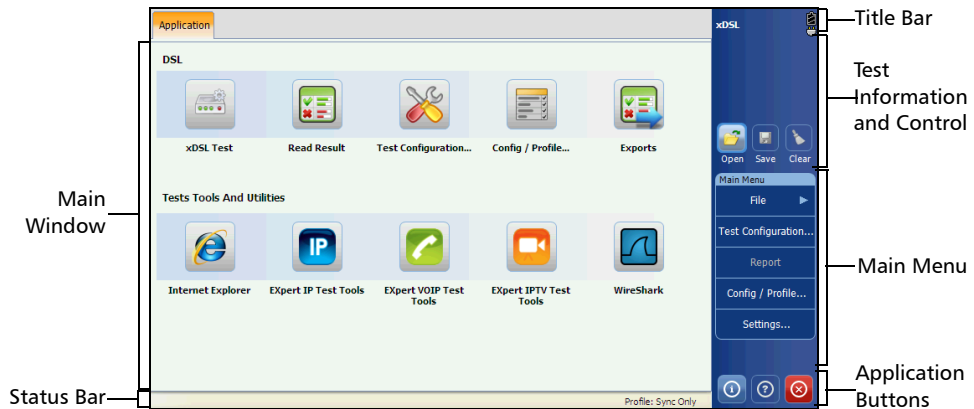 Application
xDSL
Title Bar
DSL
xDSL Test
Read Result
Test Configuration...
Config / Profile...
Exports
Test
Information
and Control
Open
Save
Clear
Main
Window
Tests Tools And Utilities
IP
Internet Explorer
EXpert IP Test Tools
EXpert VOIP Test
Tools
EXpert IPTV Test
Tools
WireShark
Main Menu
File
Test Configuration...
Report
Config / Profile...
Settings...
Main Menu
Status Bar
Profile: Sync Only
Application
Buttons